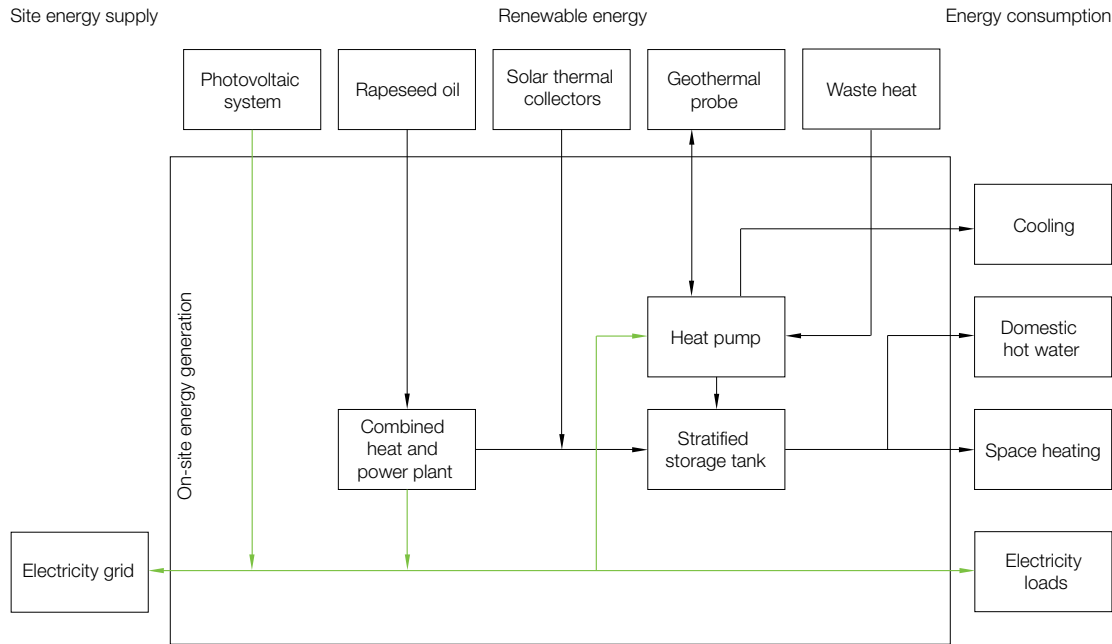 Site energy supply
Renewable energy
Energy consumption
Photovoltaic
system
Rapeseed oil
Solar thermal
collectors
Geothermal
probe
Waste heat
Cooling
On-site energy generation
Heat pump
Domestic
hot water
Combined
heat and
power plant
Stratified
storage tank
Space heating
Electricity grid
Electricity
loads